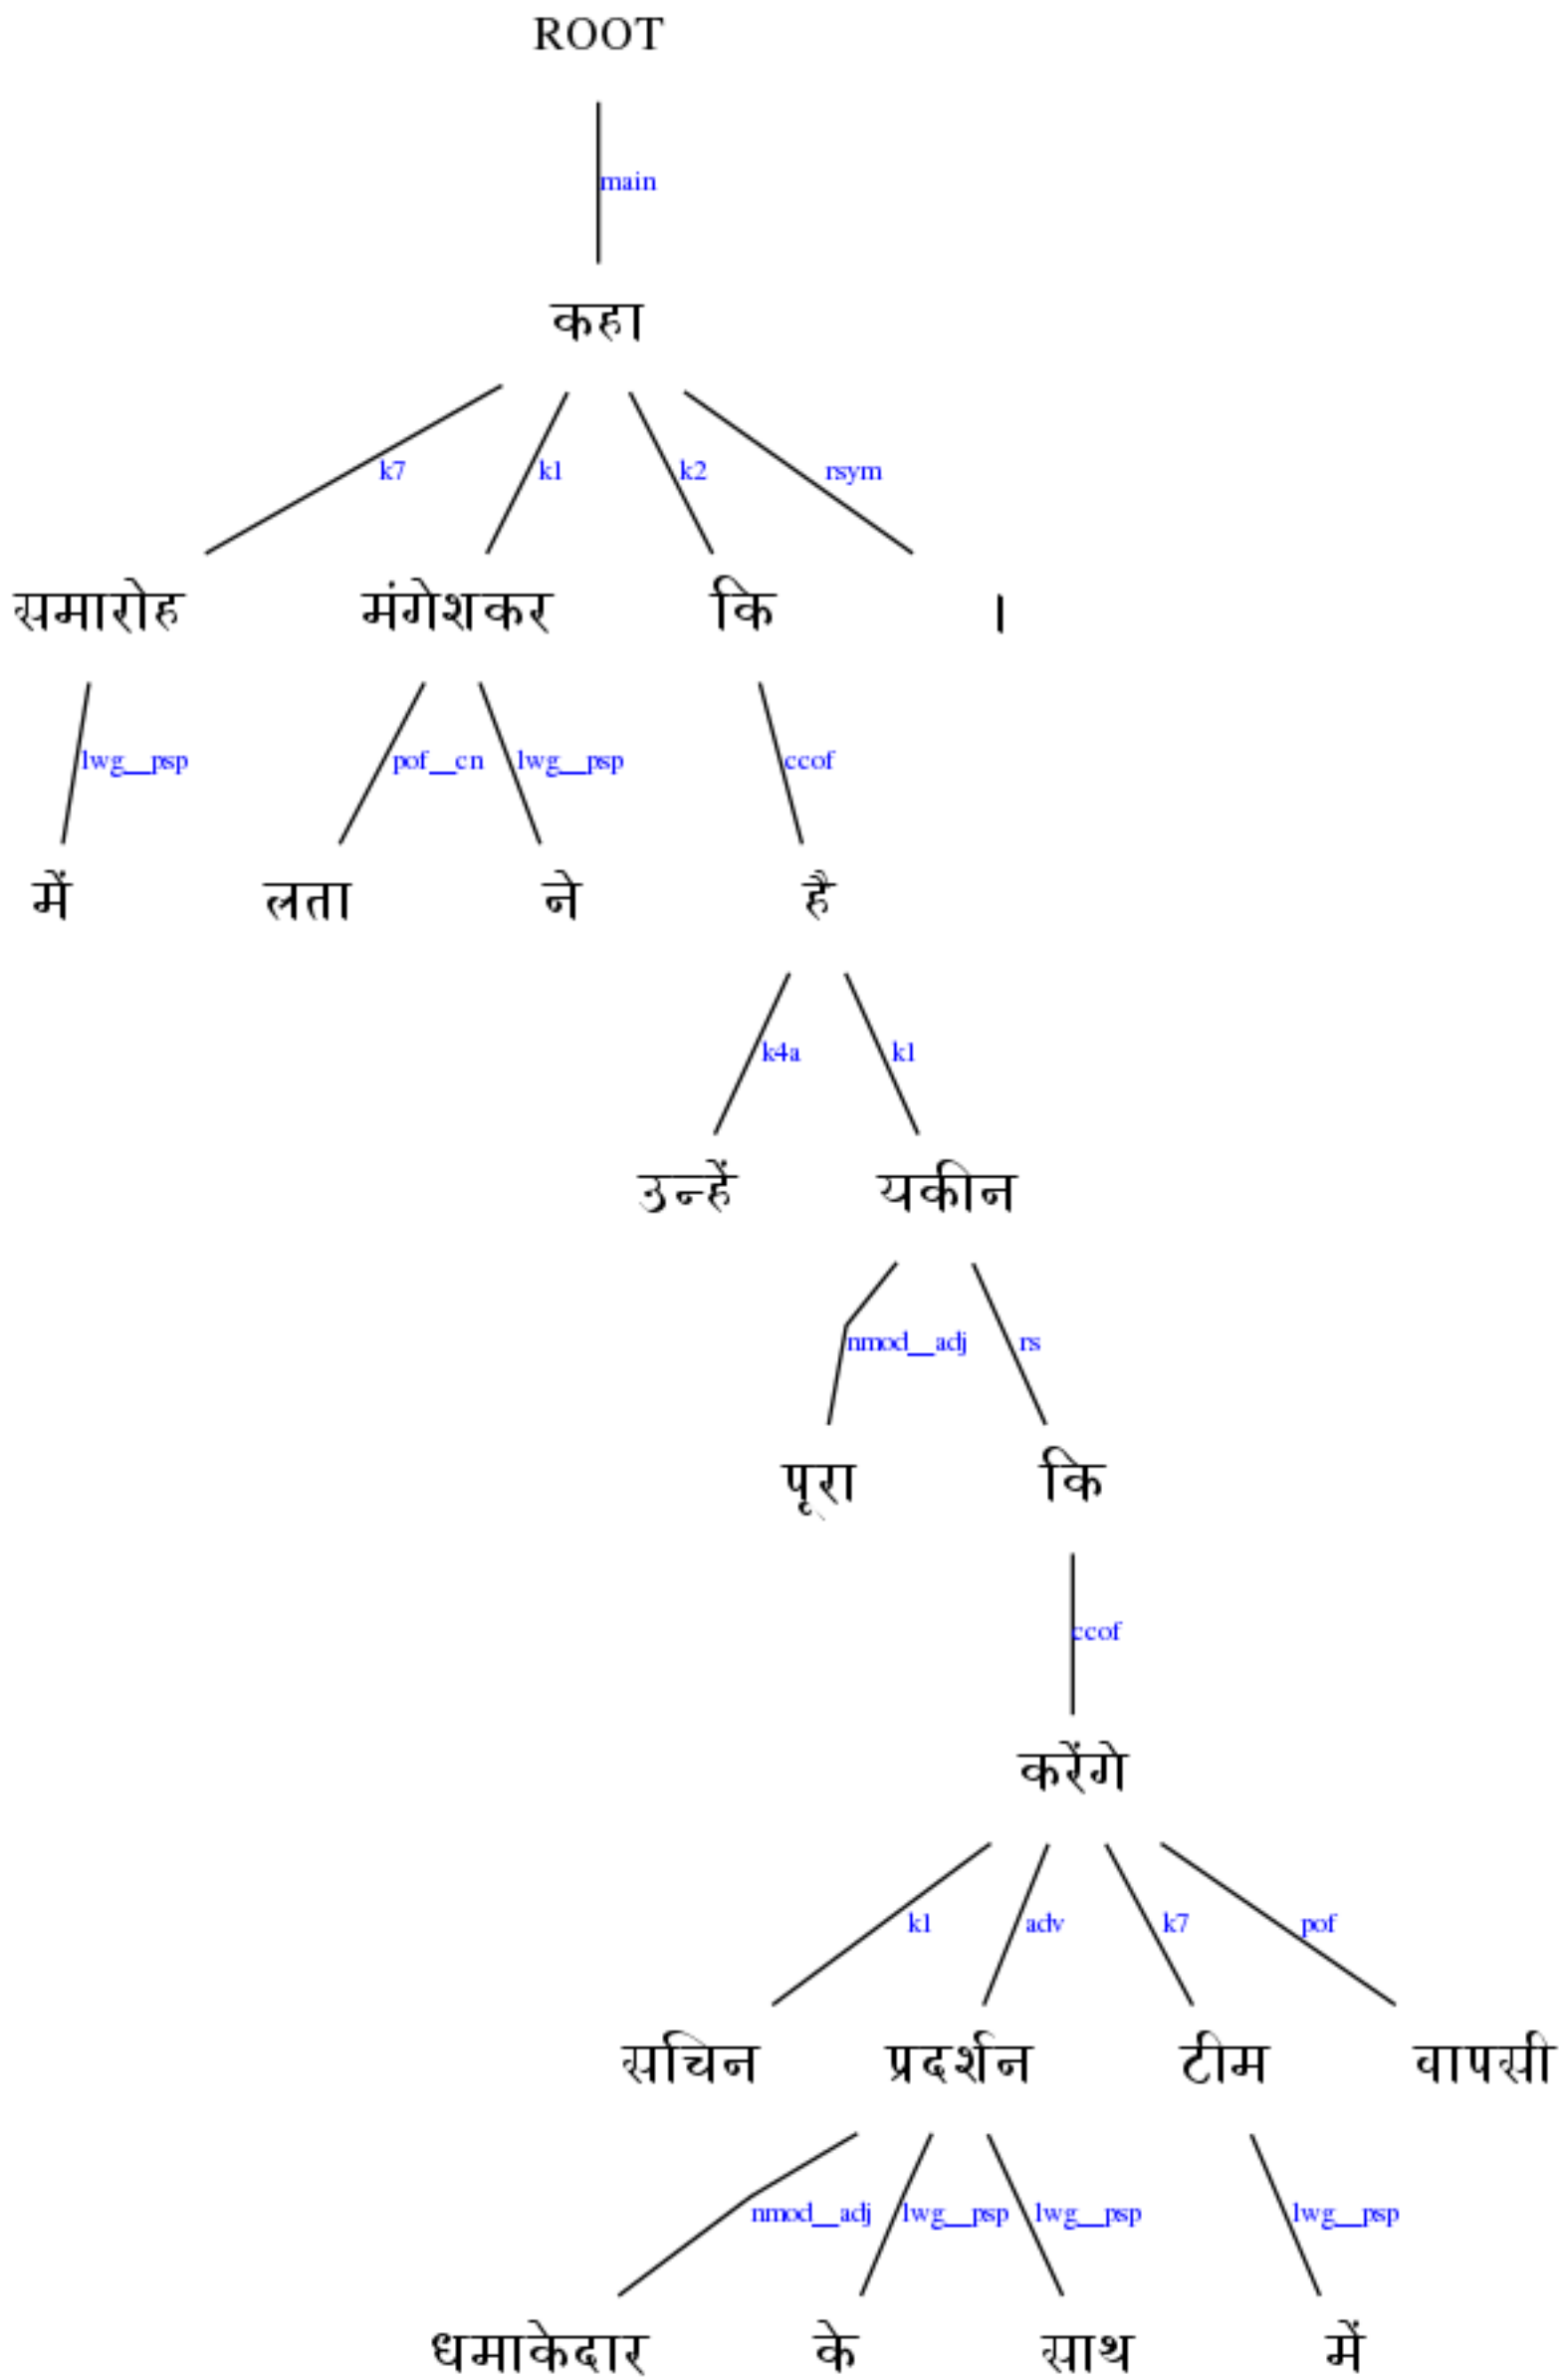 ROOT
main
कहा
k7 k1 k2 rsym
समारोह मंगेशकर कि ।
lwg__psp pof__cn lwg__psp ccof
में लता ने है
k4a k1
उन्हें यकीन
nmod__adj rs
पूरा कि
ccof
करेंगे
k1 adv k7 pof
सचिन प्रदर्शन टीम वापसी
nmod__adj lwg__psp lwg__psp lwg__psp
धमाकेदार के साथ में